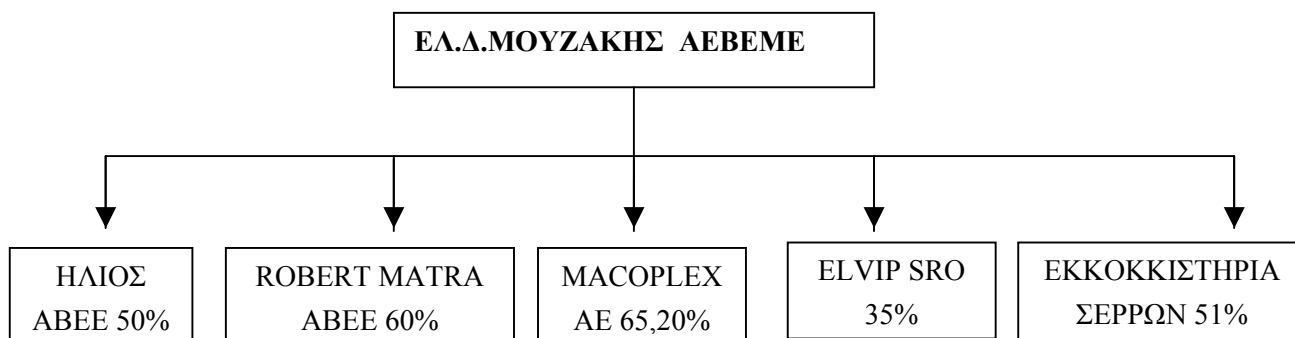 ΕΛ.Δ.ΜΟΥΖΑΚΗΣ ΑΕΒΕΜΕ
ΗΛΙΟΣ
ΑΒΕΕ 50%
ROBERT MATRA
ΑΒΕΕ 60%
MACOPLEX
ΑΕ 65,20%
ELVIP SRO
35%
ΕΚΚΟΚΚΙΣΤΗΡΙΑ
ΣΕΡΡΩΝ 51%